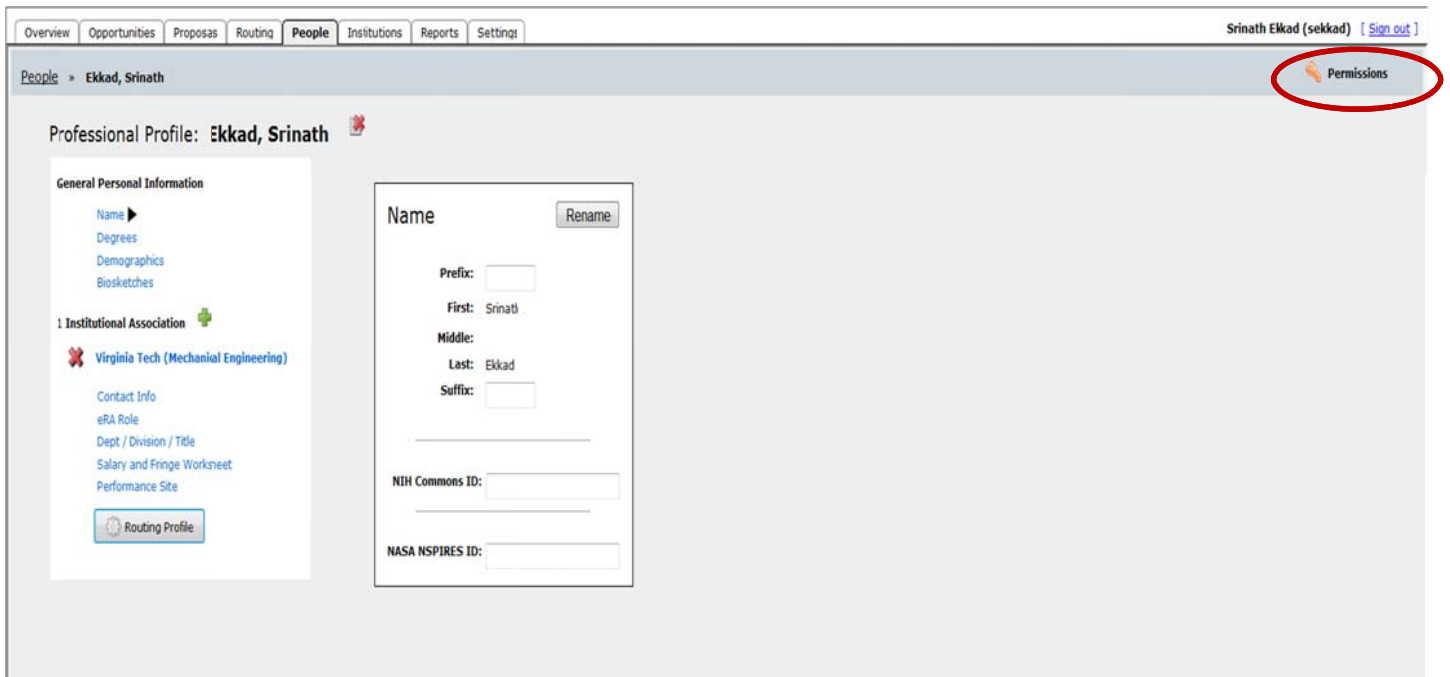 Overview Opportunities Proposas Routing People Institutions Reports Settings Srinath Ekkad (sekkad) [ Sign out ]
People » Ekkad, Srinath Permissions
Professional Profile: Ekkad, Srinath
General Personal Information
Name
Degrees
Demographics
Biosketches
1 Institutional Association
Virginia Tech (Mechanial Engineering)
Contact Info
eRA Role
Dept / Division / Title
Salary and Fringe Worksneet
Performance Site
Routing Profile
Name Rename
Prefix:
First: Srinath
Middle:
Last: Ekkad
Suffix:
NIH Commons ID:
NASA NSPIRES ID: